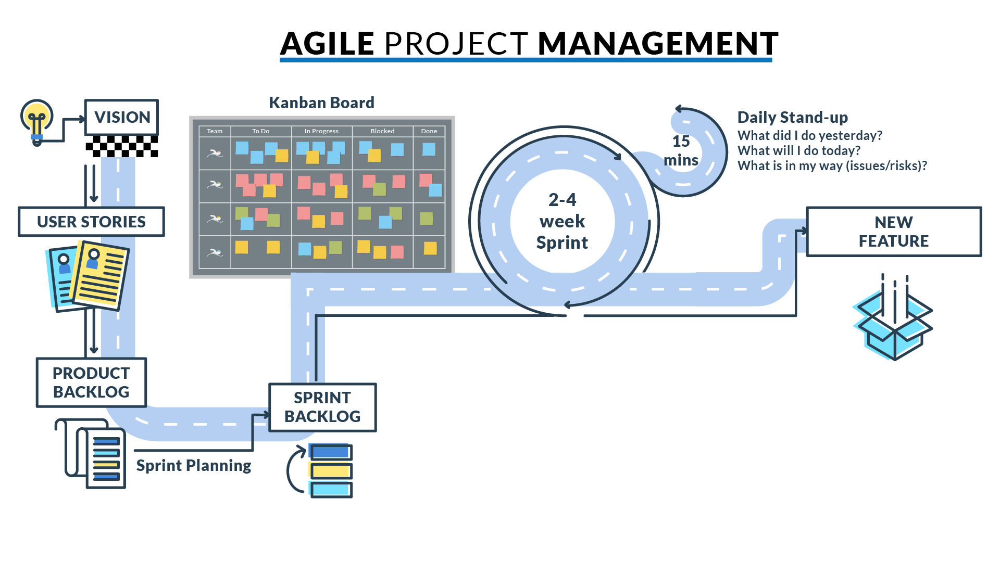 AGILE PROJECT MANAGEMENT
VISION
USER STORIES
PRODUCT
BACKLOG
Sprint Planning
SPRINT
BACKLOG
Kanban Board
Team To Do In Progress Blocked Done
2-4
week
Sprint
15
mins
Daily Stand-up
What did I do yesterday?
What will I do today?
What is in my way (issues/risks)?
NEW
FEATURE